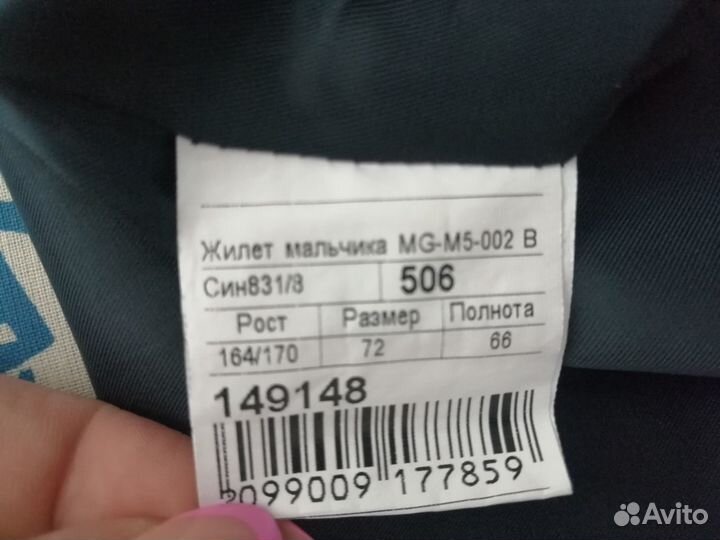 Жилет мальчика MG-M5-002 В
Син831/8 506
Рост Размер Полнота
164/170 72 66
149148
2099009 177859
Avito